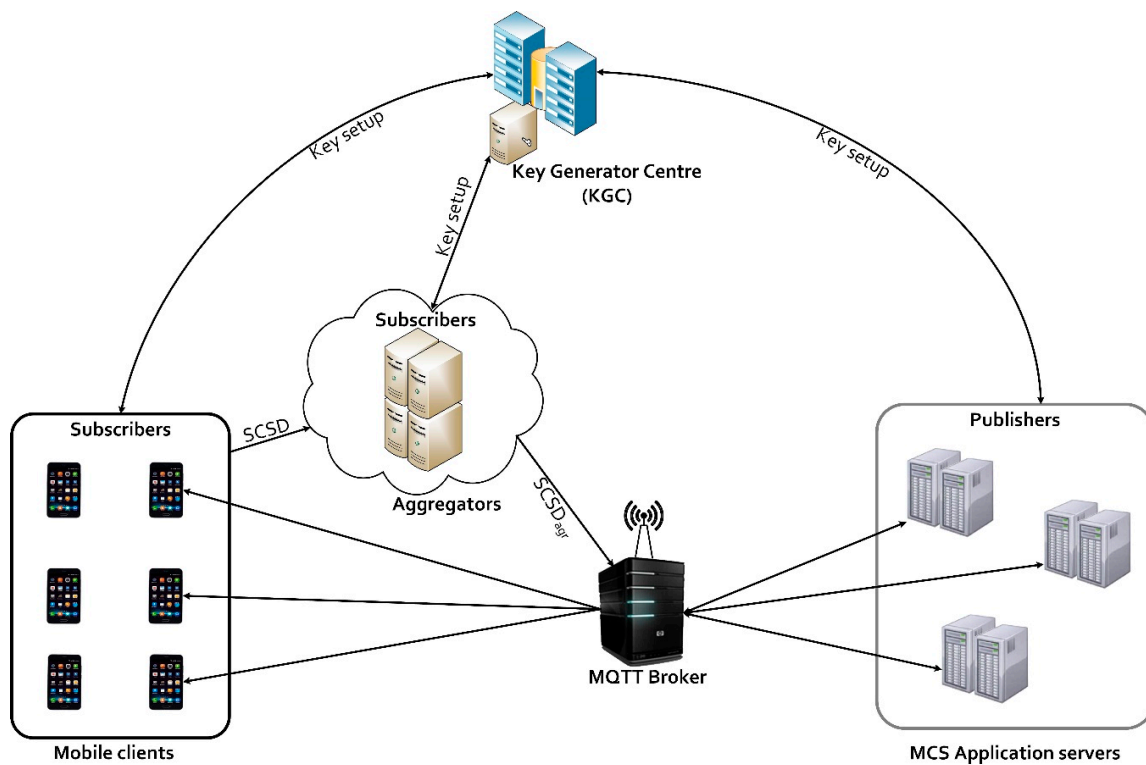 Key setup
Key setup
Key Generator Centre
(KGC)
Key setup
Subscribers
Aggregators
Subscribers
SCSD
SCSDagr
Publishers
MQTT Broker
Mobile clients
MCS Application servers